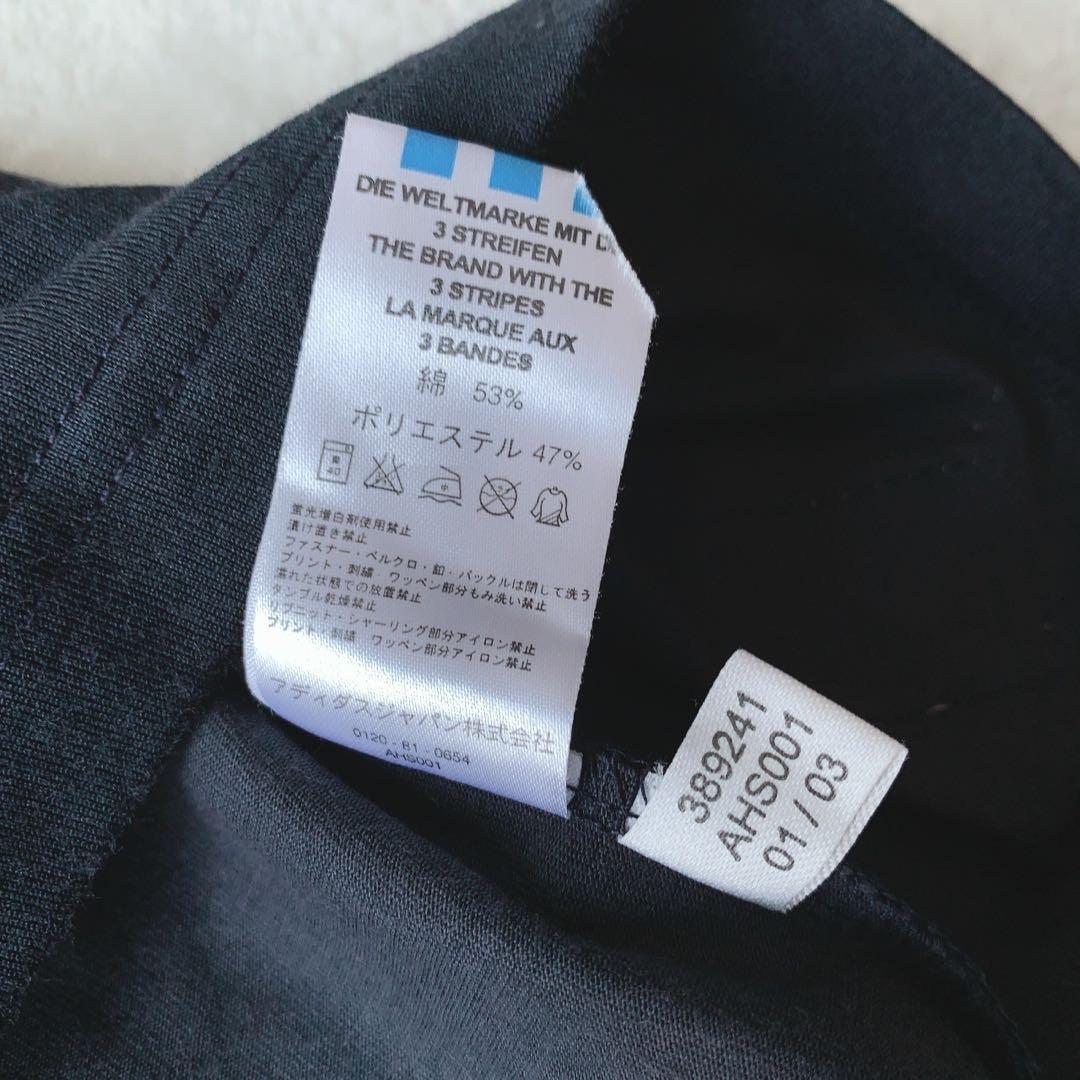 DIE WELTMARKE MIT
3 STREIFEN
THE BRAND WITH THE
3 STRIPES
LA MARQUE AUX
3 BANDES
綿 53%
ポリエステル 47%
40
蛍光増白剤使用禁止
漬け置き禁止
ファスナー・ベルクロ・釦・バックルは閉じて洗う
プリント・刺繍 ワッペン部分もみ洗い禁止
濡れた状態での放置禁止
タンブル乾燥禁止
リブニット・シャーリング部分アイロン禁止
プリント・刺繍 ワッペン部分アイロン禁止
アディダスジャパン株式会社
0120-81-0654
AHS001
389241
AHS001
01/03